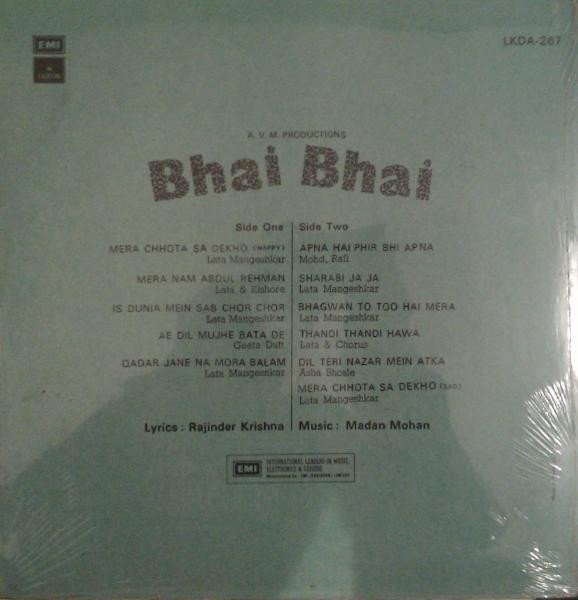 EMI
LKDA-267
ODEON
A. V. M. PRODUCTIONS
Bhai Bhai
Side One
MERA CHHOTA SA DEKHO (HAPPY)
Lata Mangeshkar
MERA NAM ABDUL REHMAN
Lata & Kishore
IS DUNIA MEIN SAB CHOR CHOR
Lata Mangeshkar
AE DIL MUJHE BATA DE
Geeta Dutt
QADAR JANE NA MORA BALAM
Lata Mangeshkar
Lyrics : Rajinder Krishna
Side Two
APNA HAI PHIR BHI APNA
Mohd. Rafi
SHARABI JA JA
Lata Mangeshkar
BHAGWAN TO TOO HAI MERA
Lata Mangeshkar
THANDI THANDI HAWA
Lata & Chorus
DIL TERI NAZAR MEIN ATKA
Asha Bhosle
MERA CHHOTA SA DEKHO (SAD)
Lata Mangeshkar
Music : Madan Mohan
EMI
INTERNATIONAL LEADERS IN MUSIC,
ELECTRONICS & LEISURE
Manufactured by EMI (PAKISTAN) LIMITED